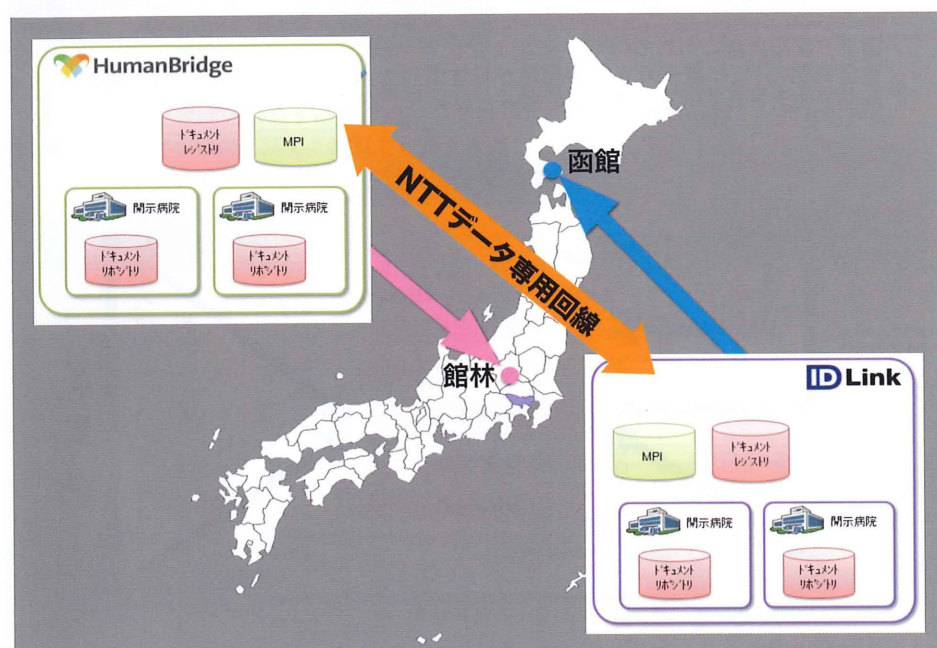 HumanBridge
ドキュメント
レジストリ
MPI
開示病院
ドキュメント
リポジトリ
開示病院
ドキュメント
リポジトリ
函館
NTTデータ専用回線
館林
ID Link
MPI
ドキュメント
レジストリ
開示病院
ドキュメント
リポジトリ
開示病院
ドキュメント
リポジトリ